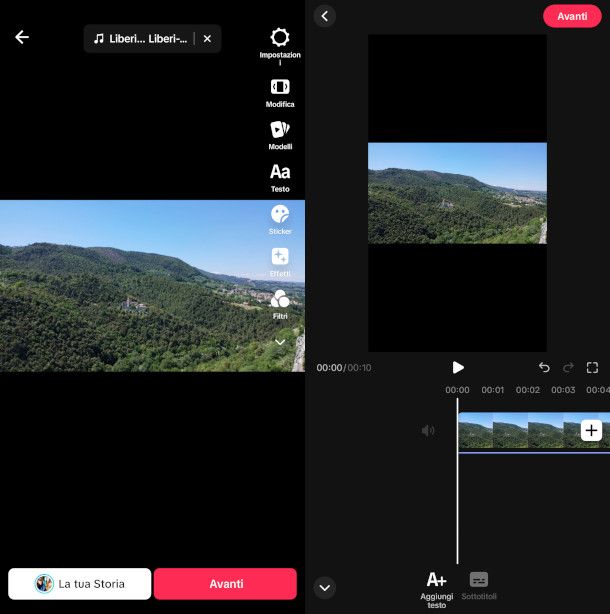 Liberi... Liberi-...
Impostazion
i
Modifica
Modelli
Aa
Testo
Sticker
Effetti
Filtri
La tua Storia
Avanti
Avanti
00:00/00:10
00:00 00:01 00:02 00:03 00:04
A+
Aggiungi
testo
Sottotitoli